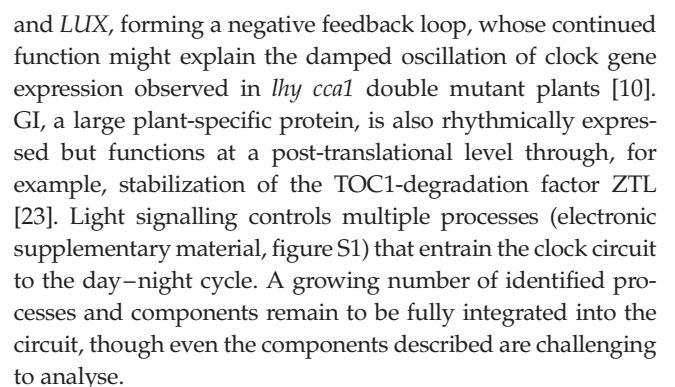 and LUX, forming a negative feedback loop, whose continued
function might explain the damped oscillation of clock gene
expression observed in lhy cca1 double mutant plants [10].
GI, a large plant-specific protein, is also rhythmically expres-
sed but functions at a post-translational level through, for
example, stabilization of the TOC1-degradation factor ZTL
[23]. Light signalling controls multiple processes (electronic
supplementary material, figure S1) that entrain the clock circuit
to the day–night cycle. A growing number of identified pro-
cesses and components remain to be fully integrated into the
circuit, though even the components described are challenging
to analyse.